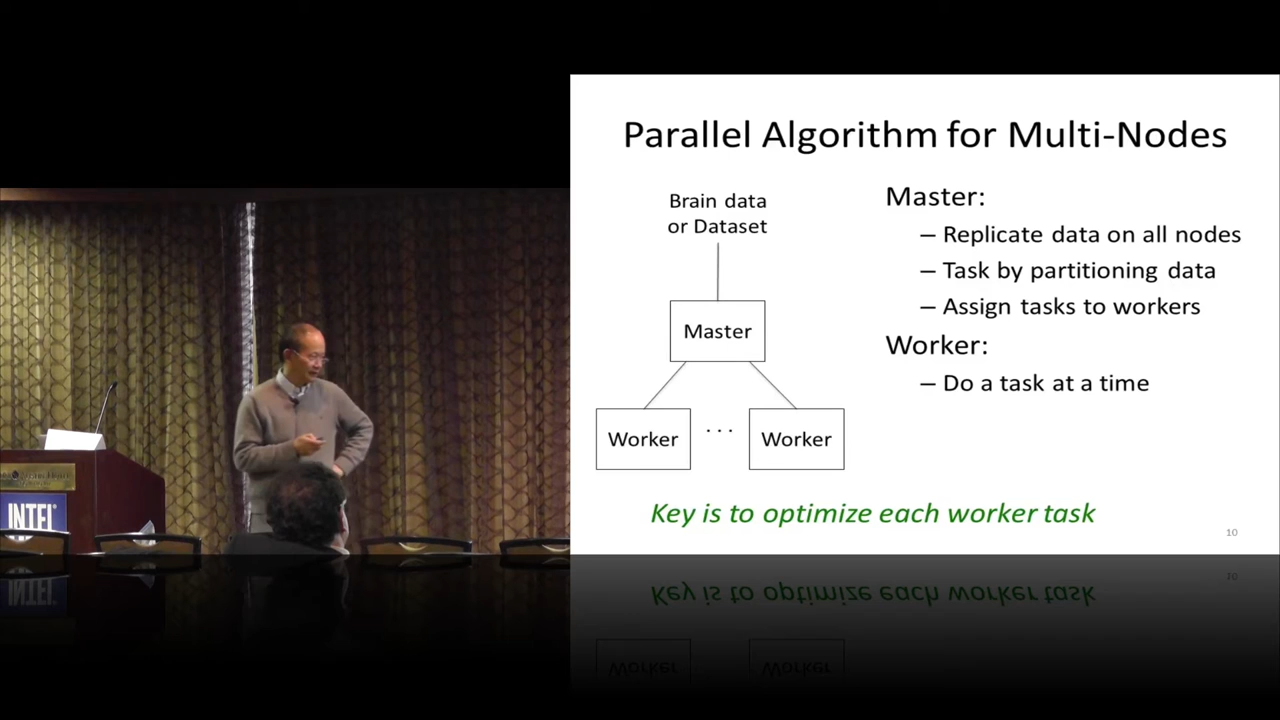 Parallel Algorithm for Multi-Nodes
Brain data
or Dataset
Master
Worker
. . .
Worker
Master:
– Replicate data on all nodes
– Task by partitioning data
– Assign tasks to workers
Worker:
– Do a task at a time
Key is to optimize each worker task
10
INTEL